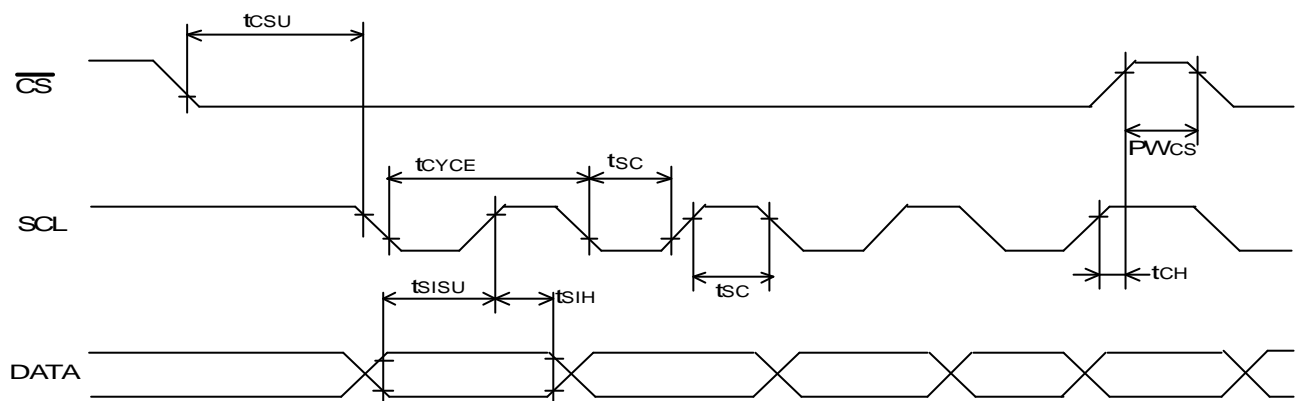 tCSU
CS
PWCS
tCYCE
tSC
SCL
tSC
tCH
tSISU
tSIH
DATA